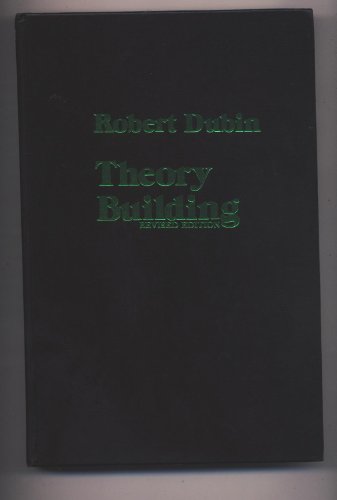 Robert Dubin
Theory
Building
REVISED EDITION